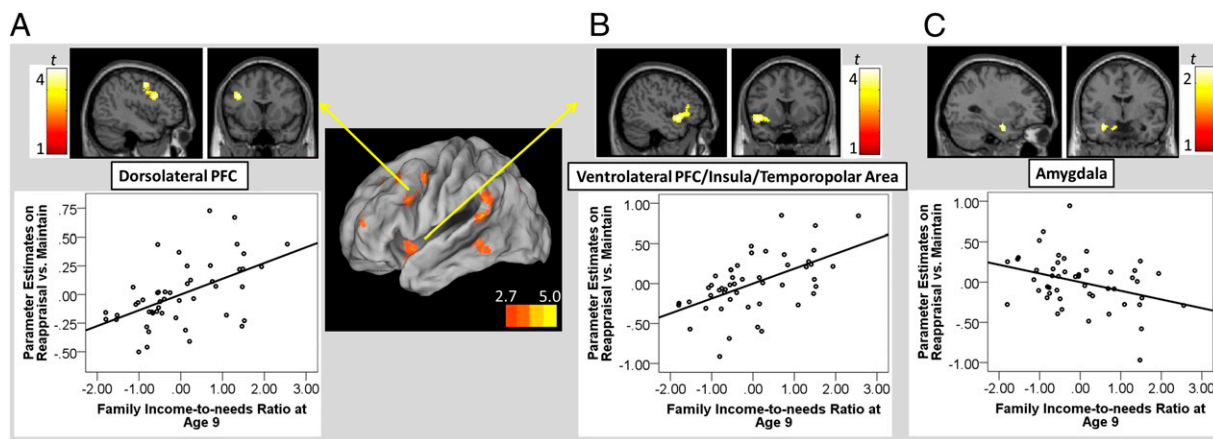 A
t
4
1
Dorsolateral PFC
Parameter Estimates on
Reappraisal vs. Maintain
.75
.50
.25
.00
-.25
-.50
-2.00 -1.00 .00 1.00 2.00 3.00
Family Income-to-needs Ratio at
Age 9
2.7 5.0
B
t
4
1
Ventrolateral PFC/Insula/Temporopolar Area
Parameter Estimates on
Reappraisal vs. Maintain
1.00
.50
.00
-.50
-1.00
-2.00 -1.00 .00 1.00 2.00 3.00
Family Income-to-needs Ratio at
Age 9
C
t
2
1
Amygdala
Parameter Estimates on
Reappraisal vs. Maintain
1.00
.50
.00
-.50
-1.00
-2.00 -1.00 .00 1.00 2.00 3.00
Family Income-to-needs Ratio at
Age 9